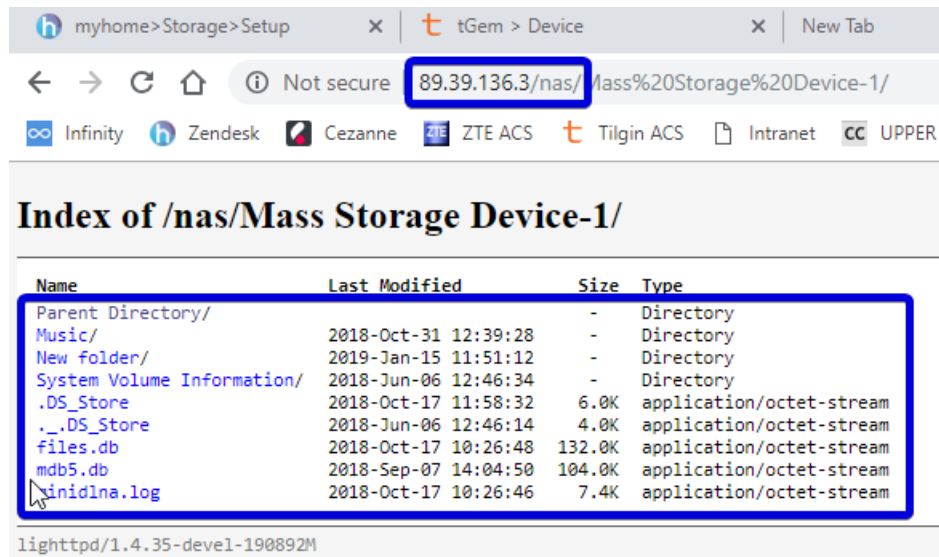 myhome>Storage>Setup × tGem > Device × New Tab
Not secure 89.39.136.3/nas/Mass%20Storage%20Device-1/
Infinity Zendesk Cezanne ZTE ZTE ACS Tilgin ACS Intranet CC UPPER
Index of /nas/Mass Storage Device-1/
Name Last Modified Size Type
Parent Directory/ - Directory
Music/ 2018-Oct-31 12:39:28 - Directory
New folder/ 2019-Jan-15 11:51:12 - Directory
System Volume Information/ 2018-Jun-06 12:46:34 - Directory
.DS_Store 2018-Oct-17 11:58:32 6.0K application/octet-stream
._.DS_Store 2018-Jun-06 12:46:14 4.0K application/octet-stream
files.db 2018-Oct-17 10:26:48 132.0K application/octet-stream
mdb5.db 2018-Sep-07 14:04:50 104.0K application/octet-stream
minidlna.log 2018-Oct-17 10:26:46 7.4K application/octet-stream
lighttpd/1.4.35-devel-190892M